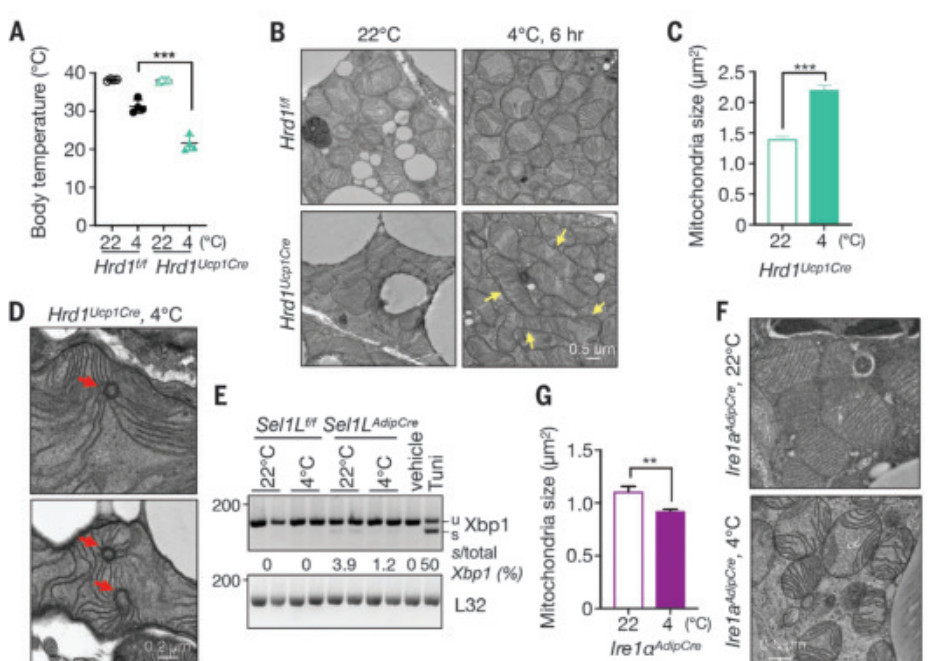 A
Body temperature (°C)
40
30
20
10
0
22 4 22 4 (°C)
Hrd1f/f Hrd1Ucp1Cre
B
22°C 4°C, 6 hr
Hrd1f/f
Hrd1Ucp1Cre
0.5 µm
C
Mitochondria size (µm²)
2.5
2.0
1.5
1.0
0.5
0
***
22 4 (°C)
Hrd1Ucp1Cre
***
D
Hrd1Ucp1Cre, 4°C
0.2 µm
E
Sel1Lf/f Sel1LAdipCre
22°C 4°C 22°C 4°C vehicle Tuni
200
u
s
Xbp1
s/total
0 0 3.9 1.2 0 50 Xbp1 (%)
200
L32
G
Mitochondria size (µm²)
1.5
1.0
0.5
0
**
22 4 (°C)
Ire1αAdipCre
F
Ire1aAdipCre, 22°C
Ire1aAdipCre, 4°C